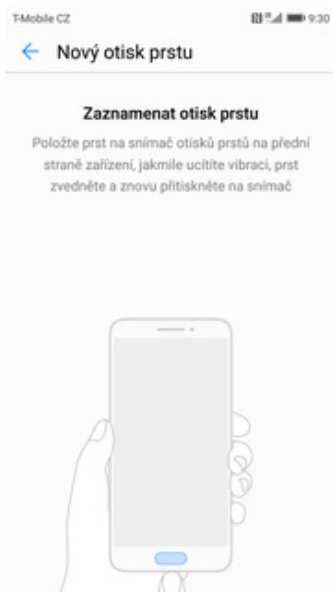 T-Mobile CZ 9:30
Nový otisk prstu
Zaznamenat otisk prstu
Položte prst na snímač otisků prstů na přední
straně zařízení, jakmile ucítíte vibraci, prst
zvedněte a znovu přitiskněte na snímač